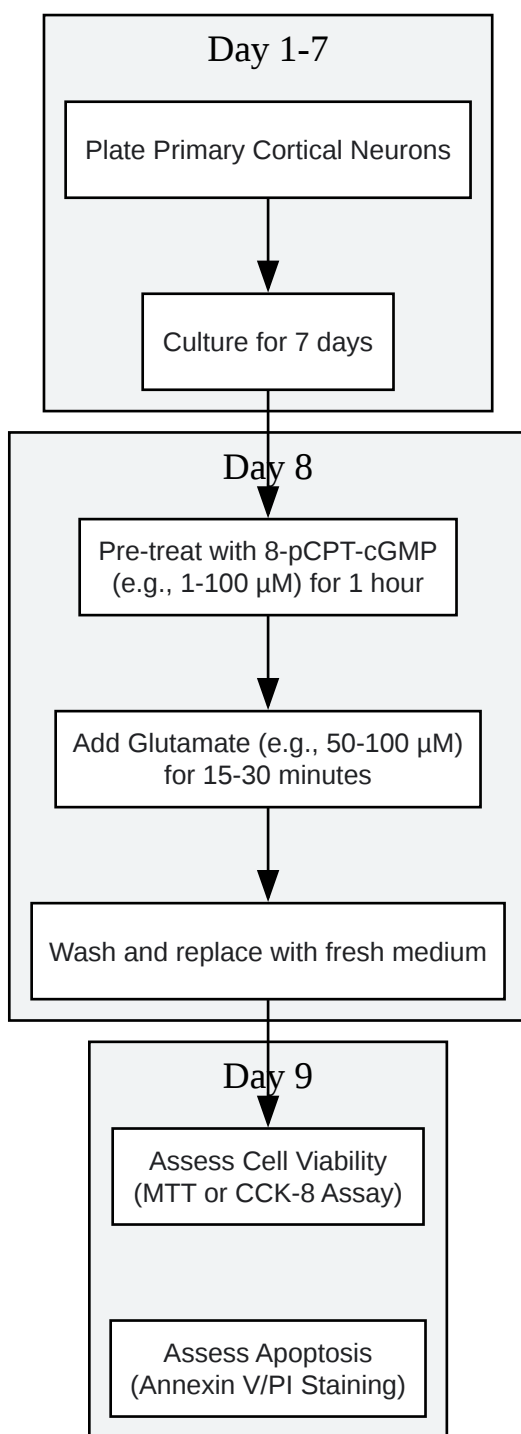 Day 1-7
Plate Primary Cortical Neurons
Culture for 7 days
Day 8
Pre-treat with 8-pCPT-cGMP
(e.g., 1-100 µM) for 1 hour
Add Glutamate (e.g., 50-100 µM)
for 15-30 minutes
Wash and replace with fresh medium
Day 9
Assess Cell Viability
(MTT or CCK-8 Assay)
Assess Apoptosis
(Annexin V/PI Staining)